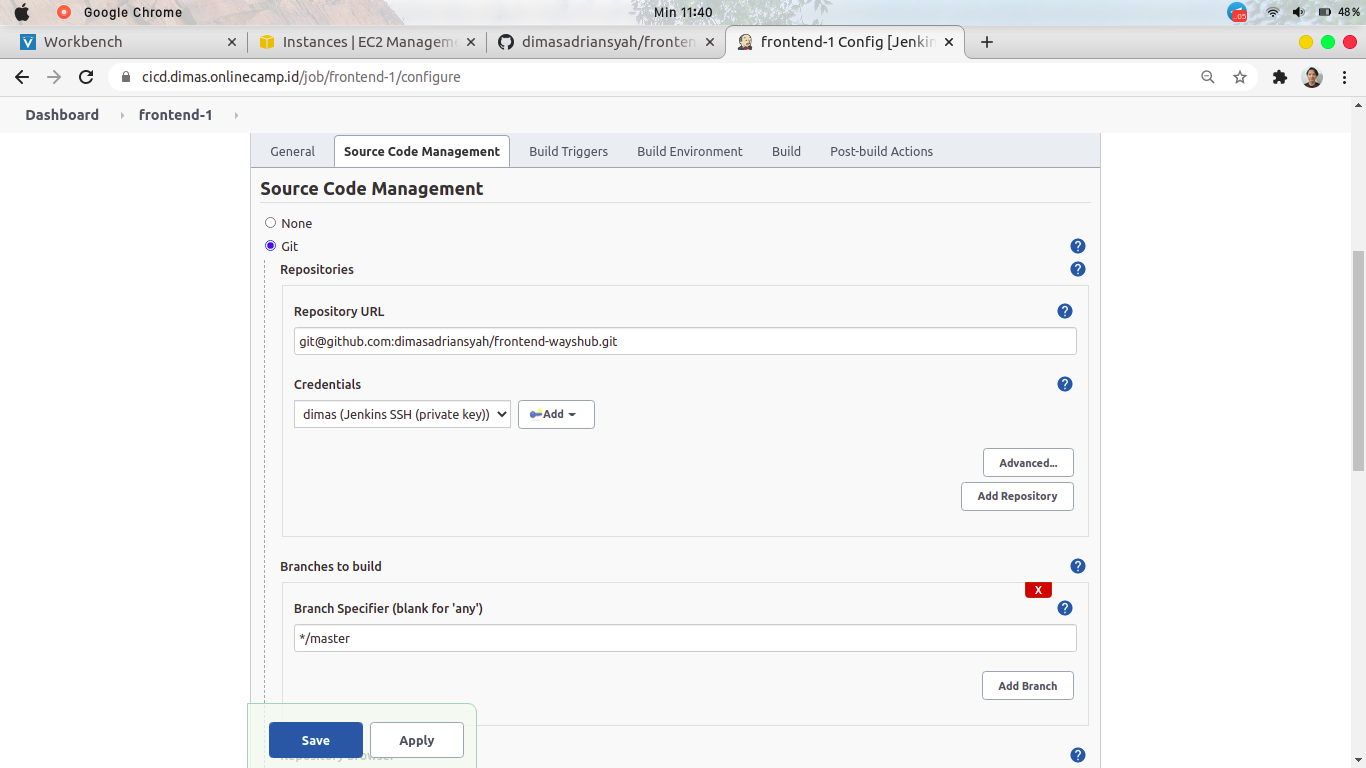 Google Chrome
Min 11:40
.05
48%
Workbench
Instances | EC2 Managem
dimasadriansyah/fronten
frontend-1 Config [Jenkin
cicd.dimas.onlinecamp.id/job/frontend-1/configure
Dashboard
frontend-1
General
Source Code Management
Build Triggers
Build Environment
Build
Post-build Actions
Source Code Management
None
Git
?
Repositories
?
Repository URL
?
git@github.com:dimasadriansyah/frontend-wayshub.git
Credentials
?
dimas (Jenkins SSH (private key))
Add
Advanced...
Add Repository
Branches to build
?
X
Branch Specifier (blank for 'any')
?
*/master
Add Branch
Save
Apply
Repository browser
?